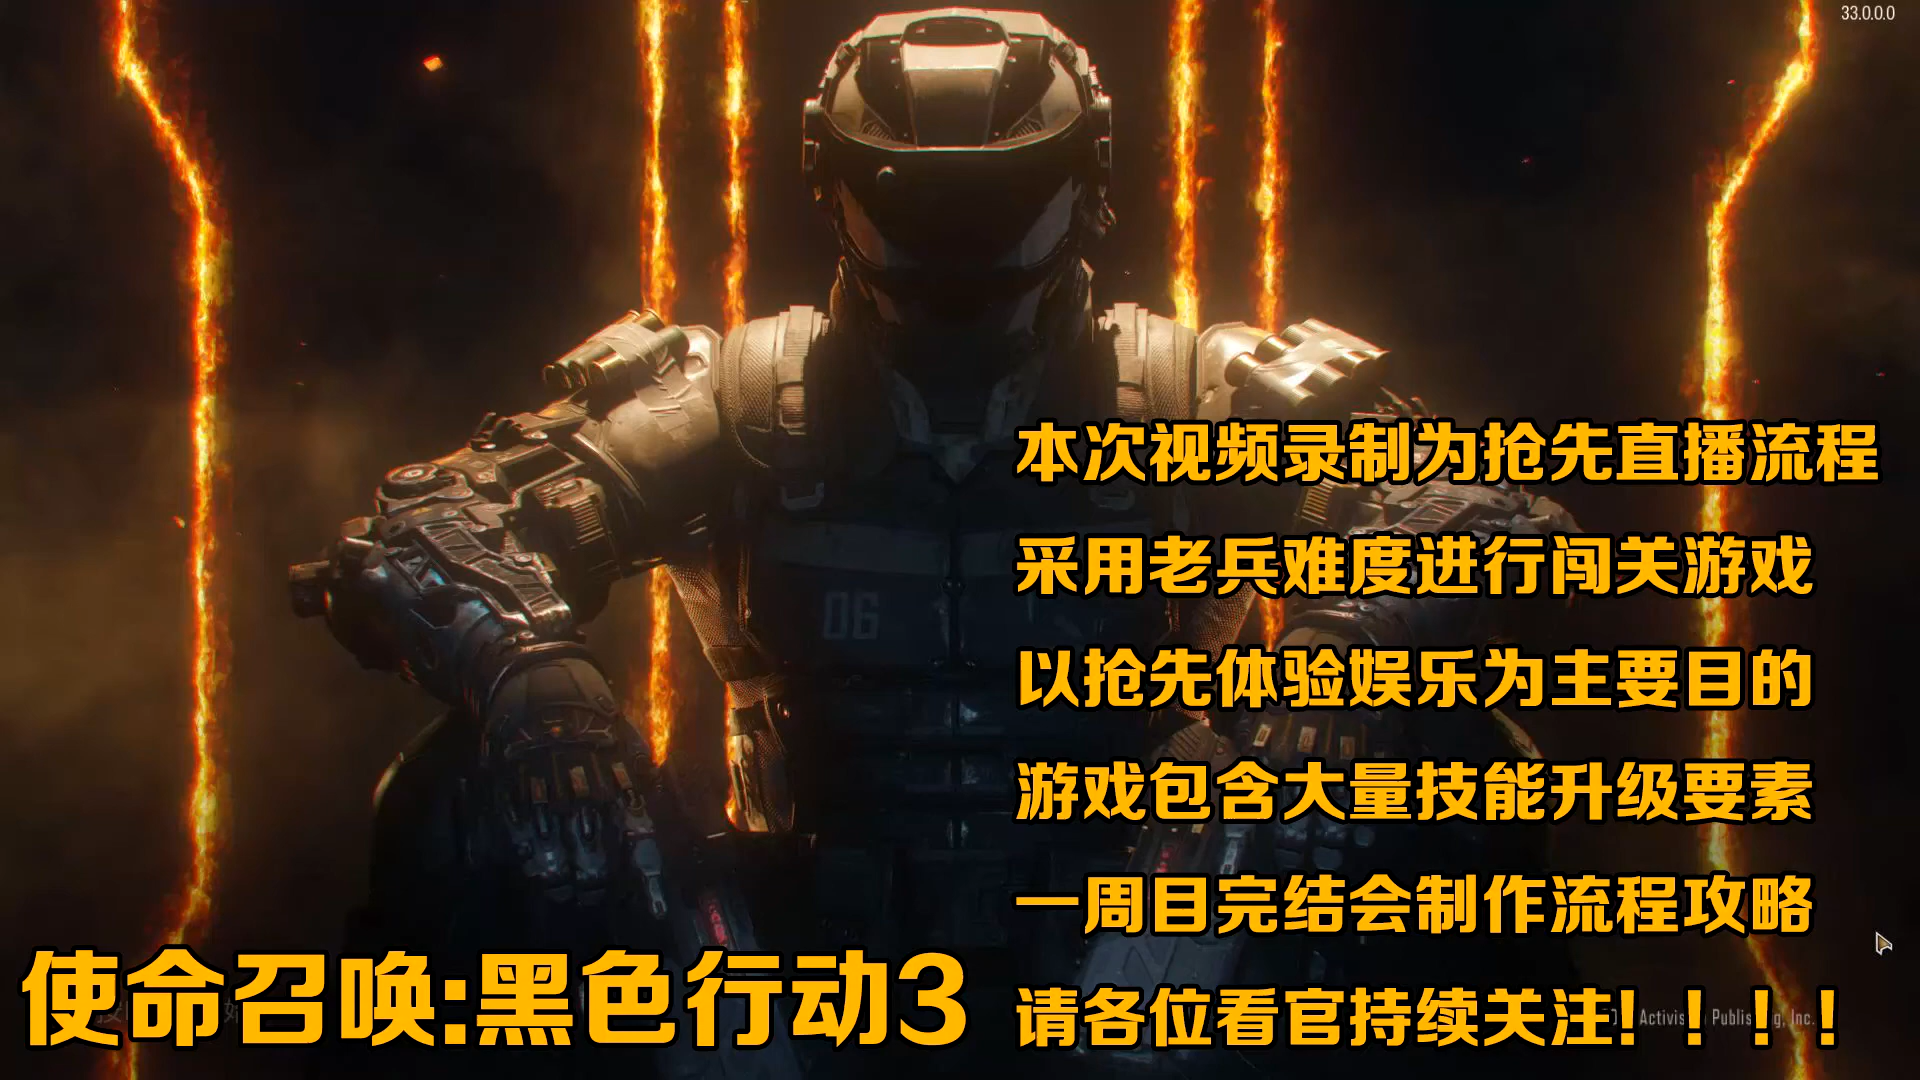 33.0.0.0
06
本次视频录制为抢先直播流程
采用老兵难度进行闯关游戏
以抢先体验娱乐为主要目的
游戏包含大量技能升级要素
一周目完结会制作流程攻略
请各位看官持续关注！！！！
使命召唤:黑色行动3
Activision Publishing, Inc.